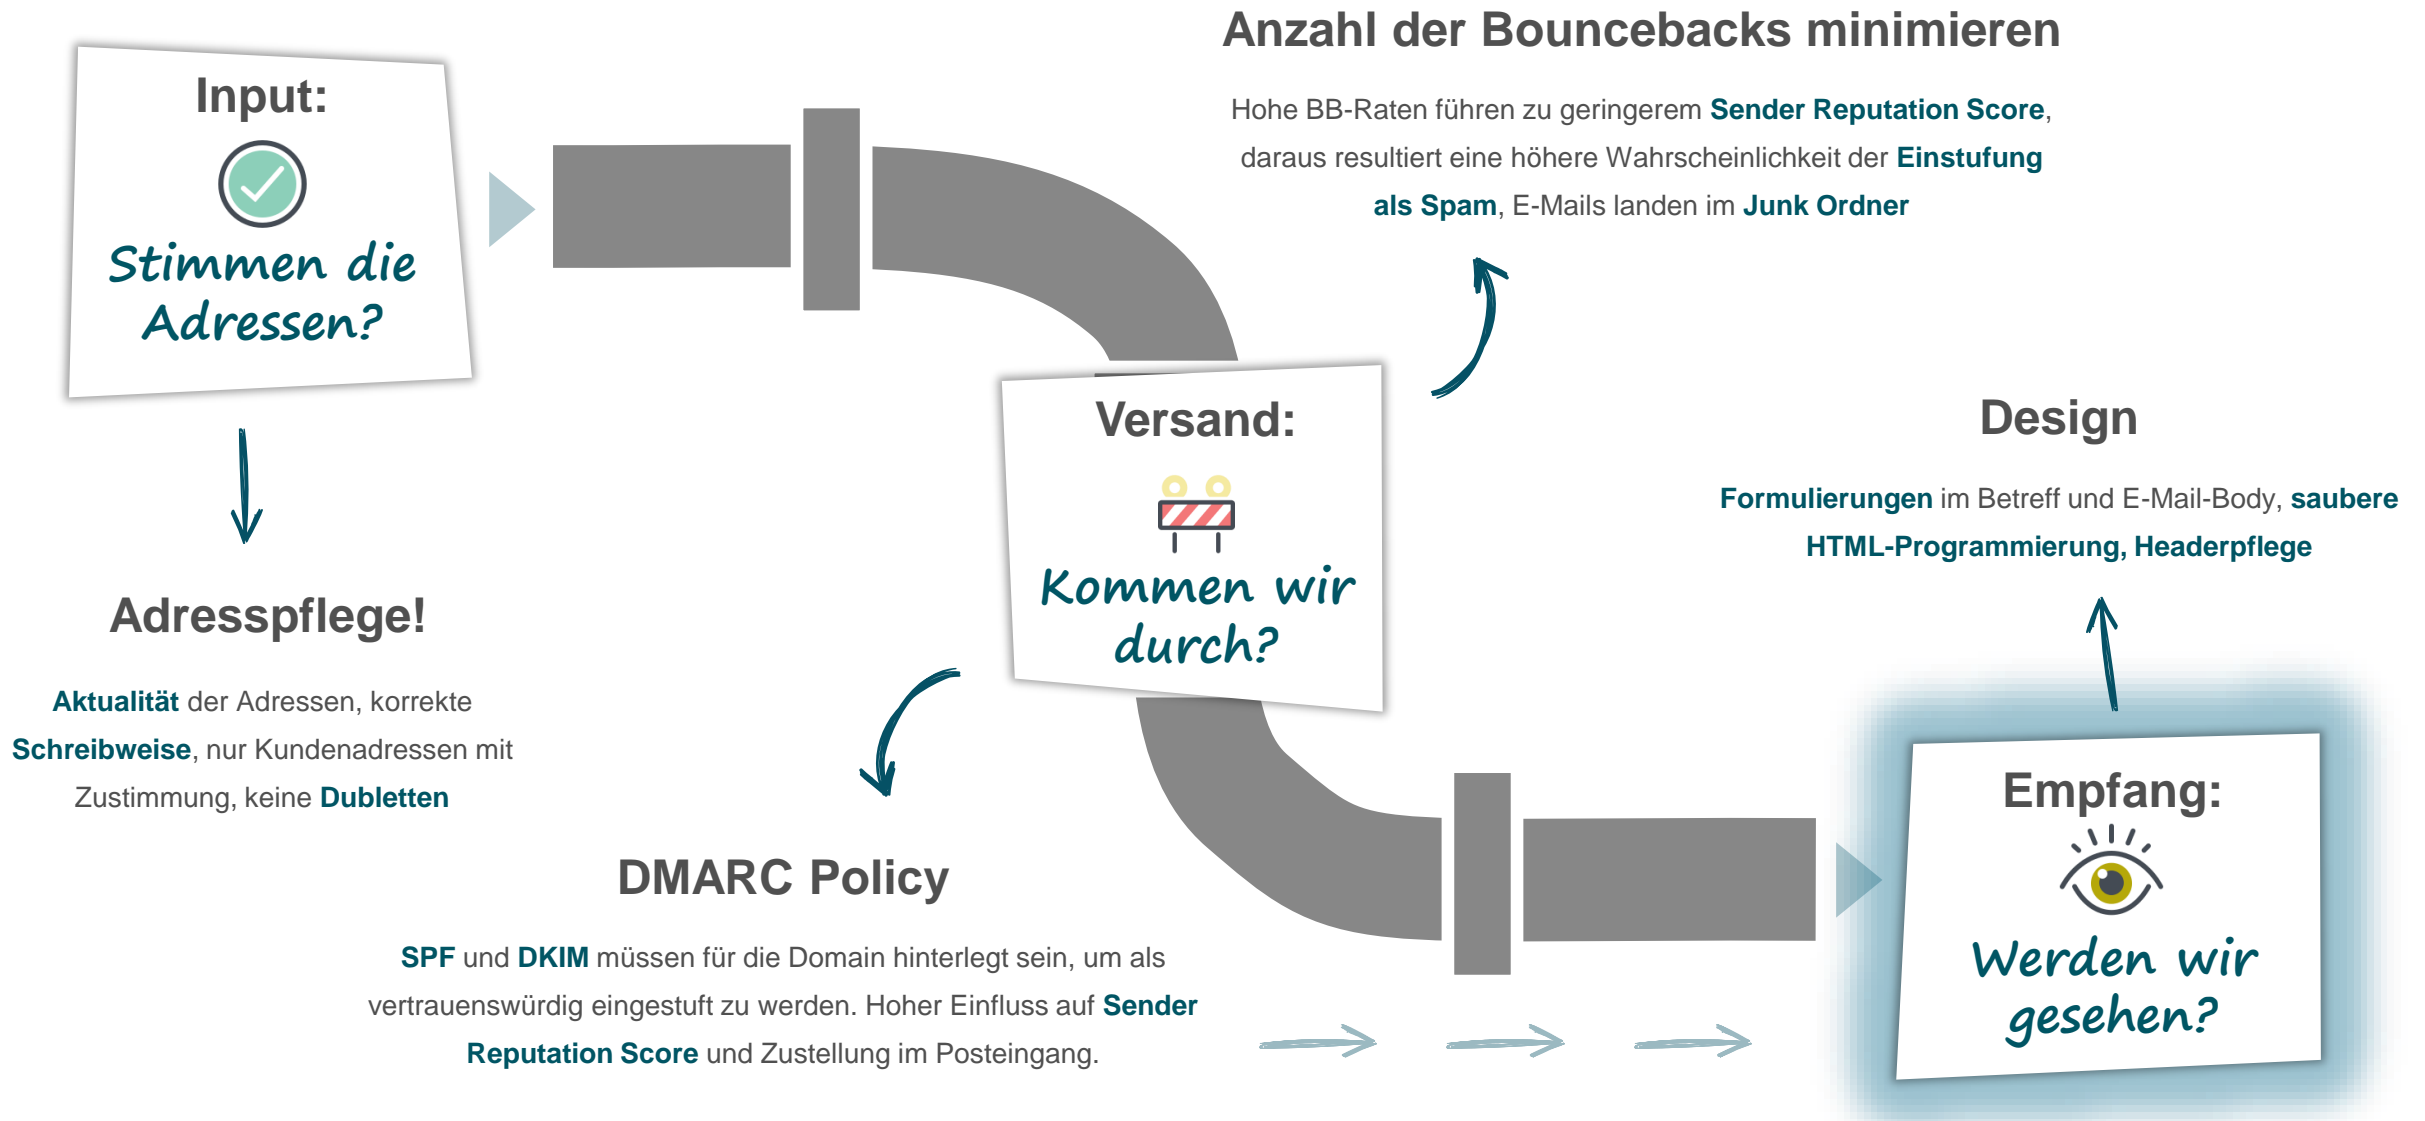 Input:
Stimmen die
Adressen?
Adresspflege!
Aktualität der Adressen, korrekte
Schreibweise, nur Kundenadressen mit
Zustimmung, keine Dubletten
Anzahl der Bouncebacks minimieren
Hohe BB-Raten führen zu geringerem Sender Reputation Score,
daraus resultiert eine höhere Wahrscheinlichkeit der Einstufung
als Spam, E-Mails landen im Junk Ordner
Versand:
Kommen wir
durch?
DMARC Policy
SPF und DKIM müssen für die Domain hinterlegt sein, um als
vertrauenswürdig eingestuft zu werden. Hoher Einfluss auf Sender
Reputation Score und Zustellung im Posteingang.
Design
Formulierungen im Betreff und E-Mail-Body, saubere
HTML-Programmierung, Headerpflege
Empfang:
Werden wir
gesehen?